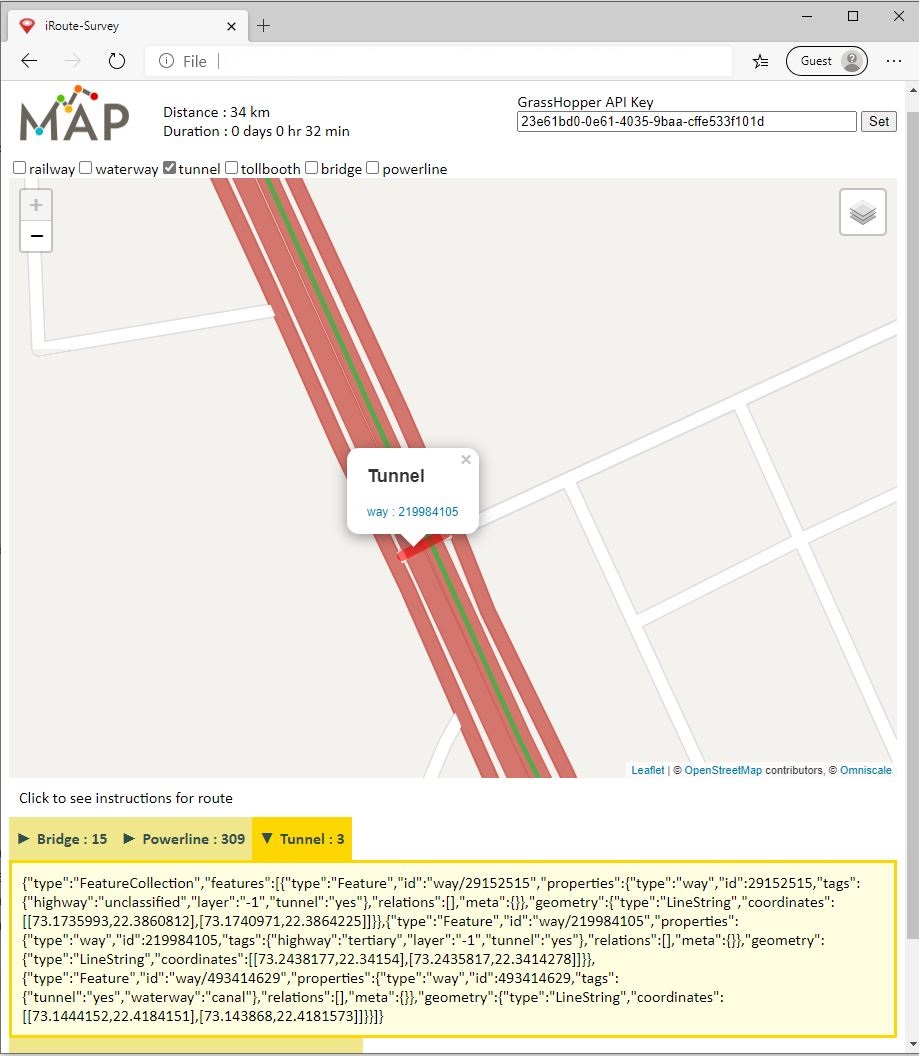 iRoute-Survey
File
Guest
MAP
Distance : 34 km
Duration : 0 days 0 hr 32 min
GrassHopper API Key
23e61bd0-0e61-4035-9baa-cffe533f101d
Set
railway waterway tunnel tollbooth bridge powerline
+
−
Tunnel
×
way : 219984105
Leaflet | © OpenStreetMap contributors, © Omniscale
Click to see instructions for route
▶ Bridge : 15 ▶ Powerline : 309 ▼ Tunnel : 3
{"type":"FeatureCollection","features":[{"type":"Feature","id":"way/29152515","properties":{"type":"way","id":29152515,"tags":
{"highway":"unclassified","layer":"-1","tunnel":"yes"},"relations":[],"meta":{}},"geometry":{"type":"LineString","coordinates":
[[73.1735993,22.3860812],[73.1740971,22.3864225]]}},{"type":"Feature","id":"way/219984105","properties":
{"type":"way","id":219984105,"tags":{"highway":"tertiary","layer":"-1","tunnel":"yes"},"relations":[],"meta":{}},"geometry":
{"type":"LineString","coordinates":[[73.2438177,22.34154],[73.2435817,22.3414278]]}},
{"type":"Feature","id":"way/493414629","properties":{"type":"way","id":493414629,"tags":
{"tunnel":"yes","waterway":"canal"},"relations":[],"meta":{}},"geometry":{"type":"LineString","coordinates":
[[73.1444152,22.4184151],[73.143868,22.4181573]]}}]}